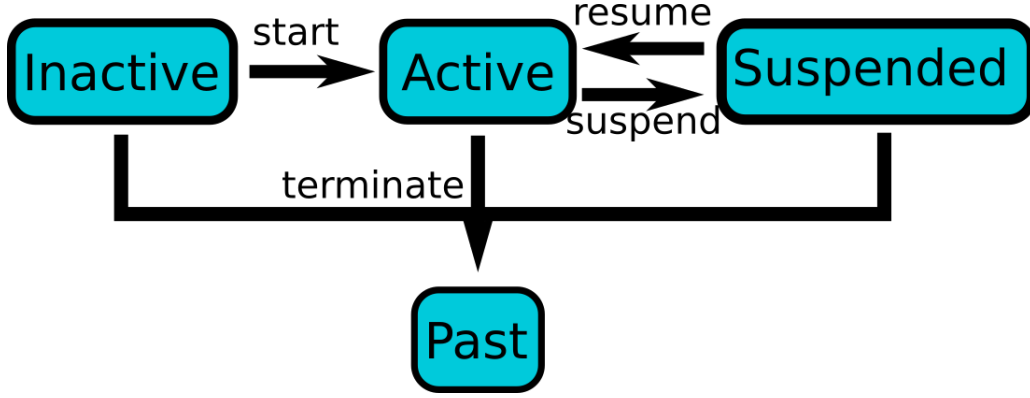 resume
start
Inactive
Active
Suspended
suspend
terminate
Past